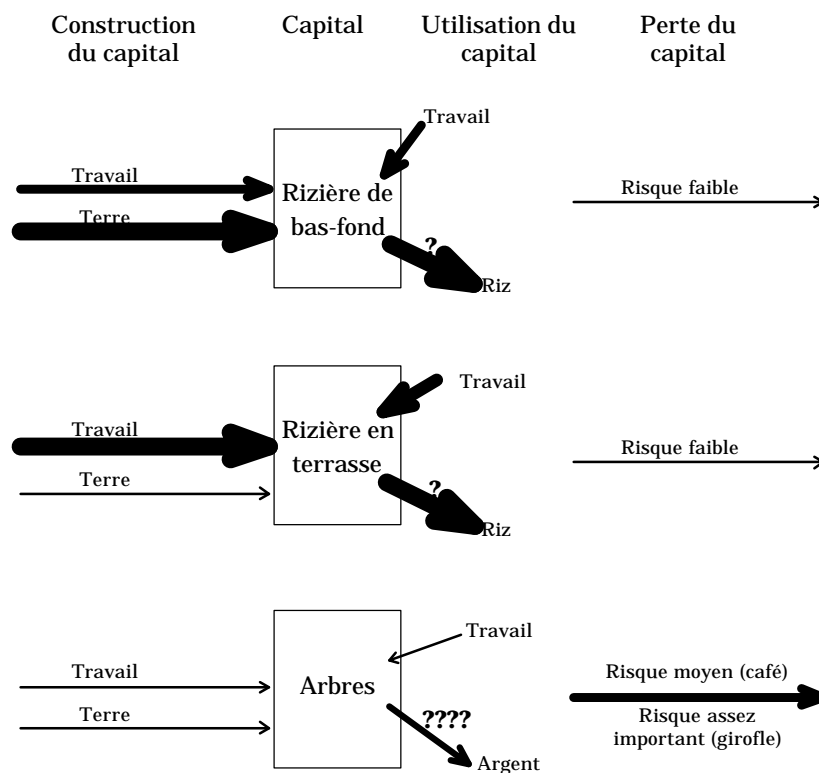 Construction
du capital
Capital
Utilisation du
capital
Perte du
capital
Travail
Travail
Terre
Rizière de
bas-fond
?
Riz
Risque faible
Travail
Travail
Terre
Rizière en
terrasse
?
Riz
Risque faible
Travail
Travail
Terre
Arbres
????
Argent
Risque moyen (café)
Risque assez
important (girofle)